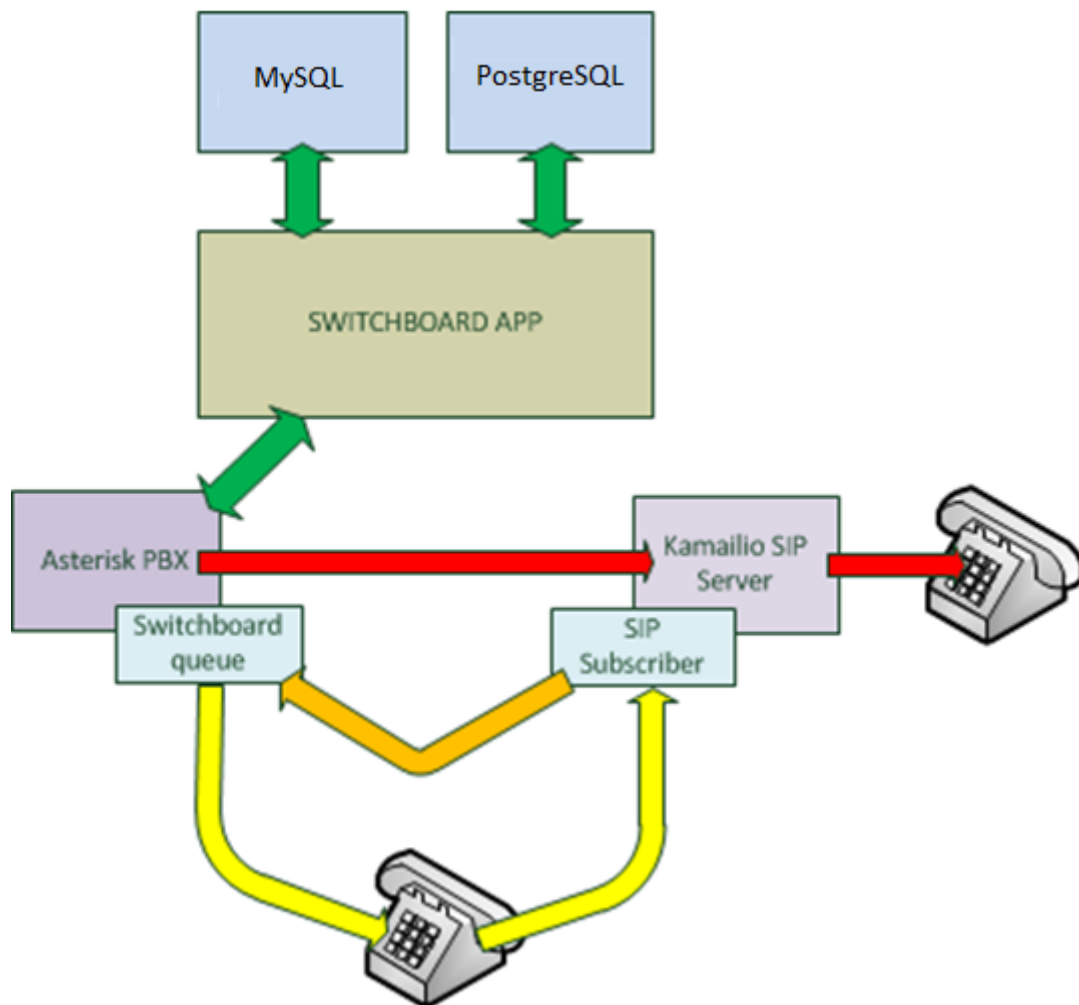 MySQL
PostgreSQL
SWITCHBOARD APP
Asterisk PBX
Kamailio SIP
Server
Switchboard
queue
SIP
Subscriber